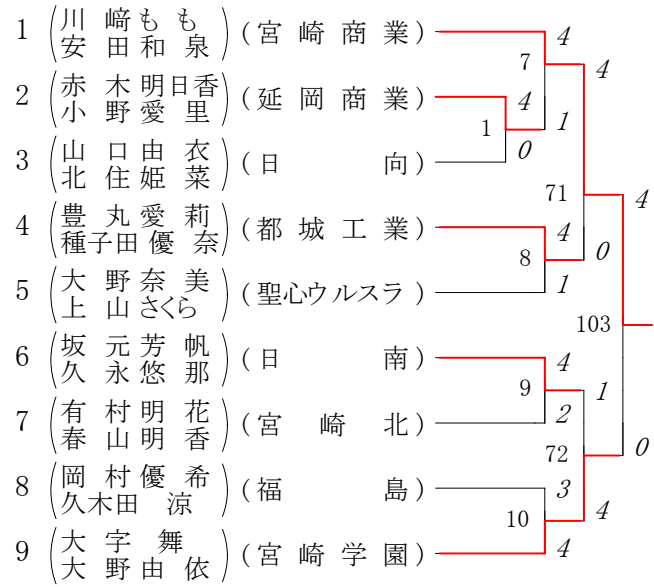 1 川﨑もも 安田和泉 (宮崎商業)
2 赤木明日香 小野愛里 (延岡商業)
3 山口由衣 北住姫菜 (日向)
4 豊丸愛莉 種子田優奈 (都城工業)
5 大野奈美 上山さくら (聖心ウルスラ)
6 坂元芳帆 久永悠那 (日南)
7 有村明花 春山明香 (宮崎北)
8 岡村優希 久木田涼 (福島)
9 大字舞 大野由依 (宮崎学園)
4
7
4
4
1
1
0
71
4
4
8
0
1
103
4
9
1
2
72
0
3
10
4
4